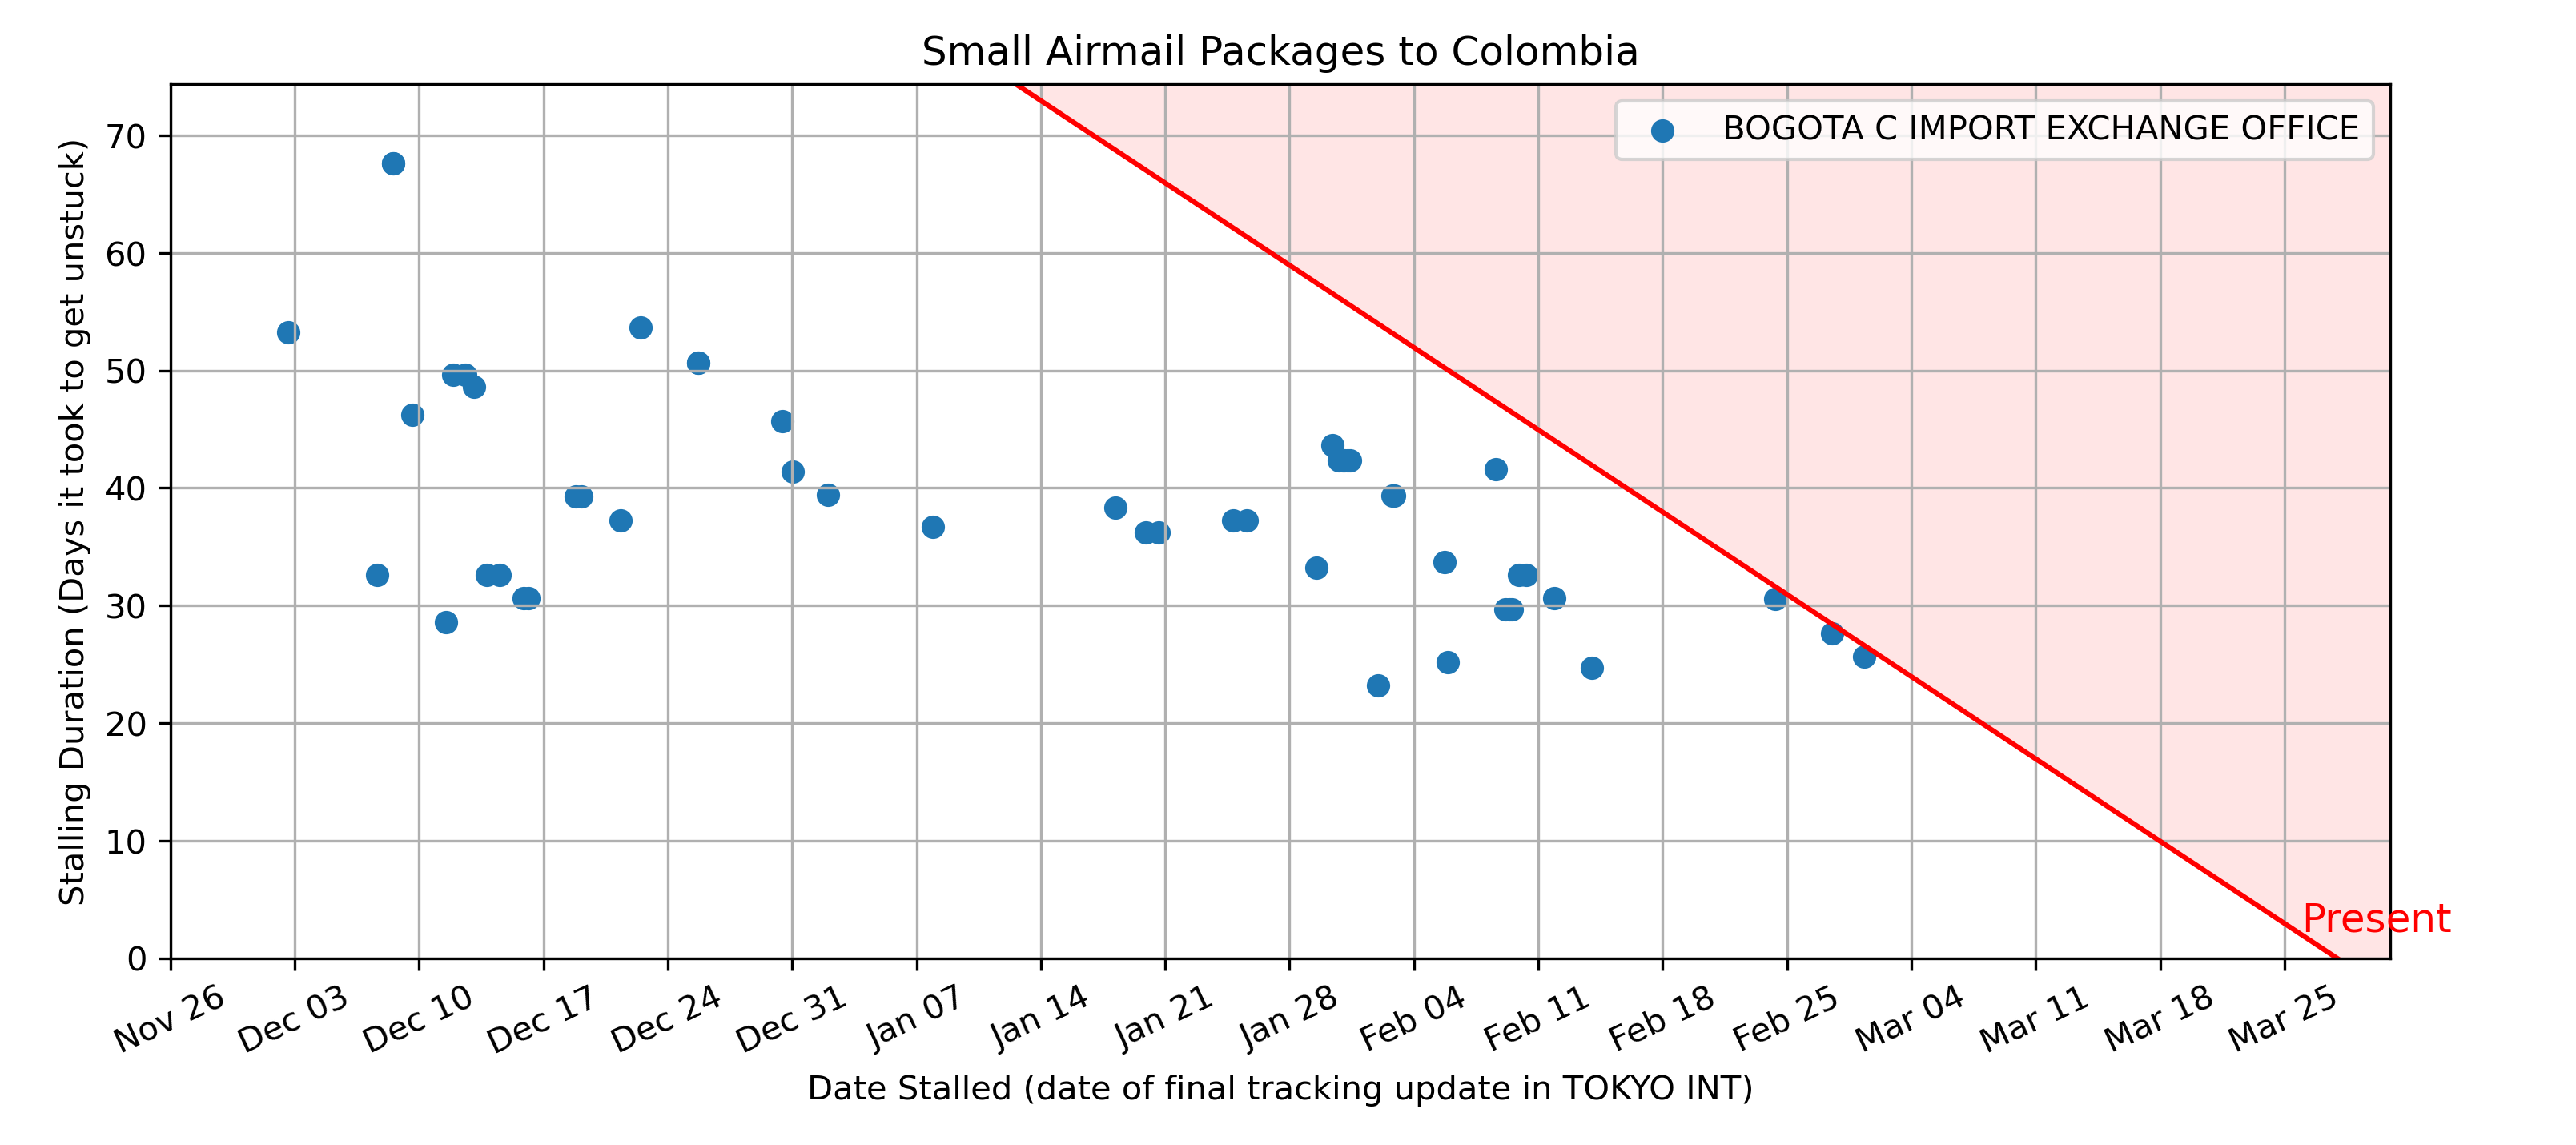 Small Airmail Packages to Colombia
BOGOTA C IMPORT EXCHANGE OFFICE
Stalling Duration (Days it took to get unstuck)
70
60
50
40
30
20
10
0
Present
Nov 26
Dec 03
Dec 10
Dec 17
Dec 24
Dec 31
Jan 07
Jan 14
Jan 21
Jan 28
Feb 04
Feb 11
Feb 18
Feb 25
Mar 04
Mar 11
Mar 18
Mar 25
Date Stalled (date of final tracking update in TOKYO INT)